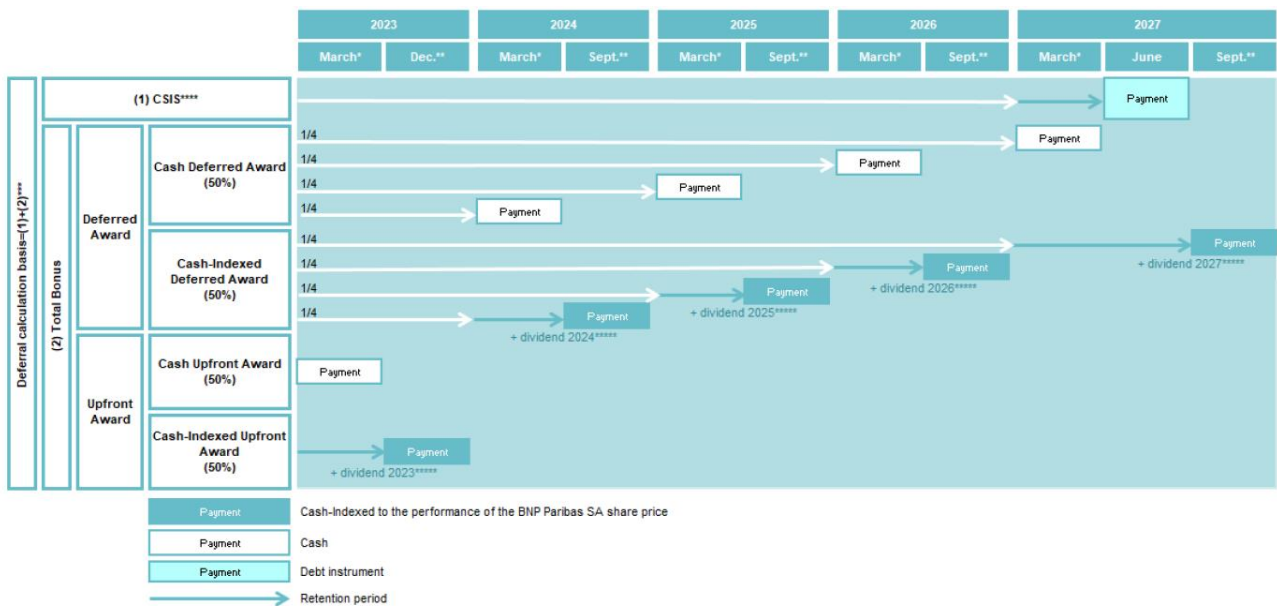 2023 2024 2025 2026 2027
March* Dec.** March* Sept.** March* Sept.** March* Sept.** March* June Sept.**
Deferral calculation basis=(1)+(2)***
(1) CSIS****
Payment
(2) Total Bonus
Deferred
Award
Cash Deferred Award
(50%)
1/4
Payment
1/4
Payment
1/4
Payment
1/4
Payment
Cash-Indexed
Deferred Award
(50%)
1/4
Payment
+ dividend 2027*****
1/4
Payment
+ dividend 2026*****
1/4
Payment
+ dividend 2025*****
1/4
Payment
+ dividend 2024*****
Upfront
Award
Cash Upfront Award
(50%)
Payment
Cash-Indexed Upfront
Award
(50%)
Payment
+ dividend 2023*****
Payment Cash-Indexed to the performance of the BNP Paribas SA share price
Payment Cash
Payment Debt instrument
Retention period